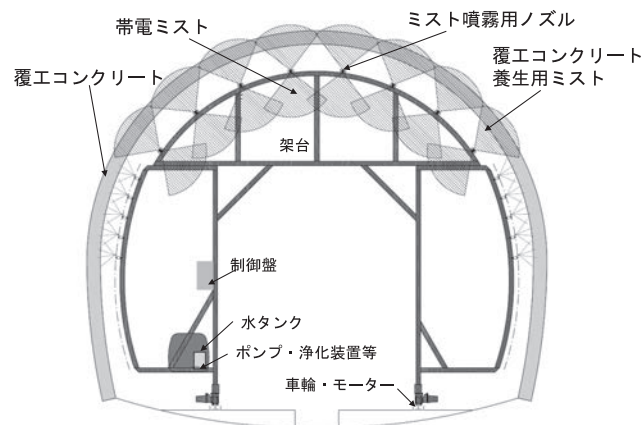 ミスト噴霧用ノズル
帯電ミスト
覆工コンクリート
養生用ミスト
覆工コンクリート
架台
制御盤
水タンク
ポンプ・浄化装置等
車輪・モーター